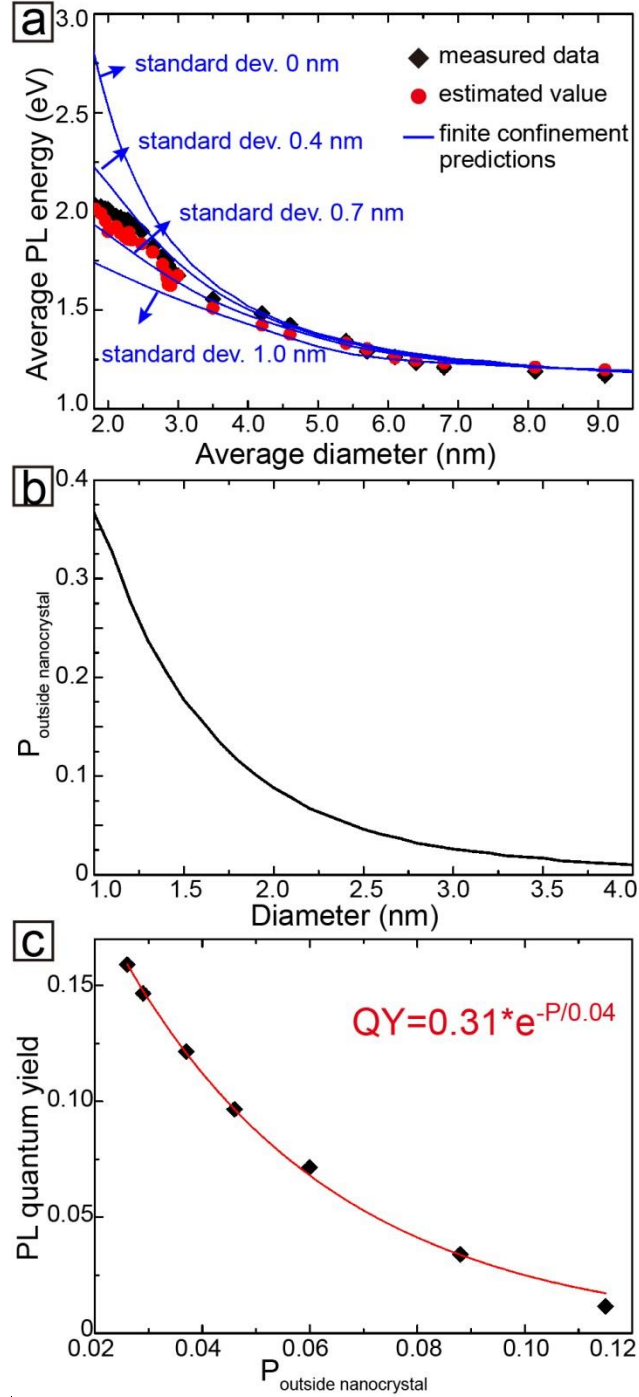 a
3.0
2.5
2.0
1.5
1.0
Average PL energy (eV)
standard dev. 0 nm
standard dev. 0.4 nm
standard dev. 0.7 nm
standard dev. 1.0 nm
measured data
estimated value
finite confinement
predictions
2.0 3.0 4.0 5.0 6.0 7.0 8.0 9.0
Average diameter (nm)
b
0.4
0.3
0.2
0.1
0
P outside nanocrystal
1.0 1.5 2.0 2.5 3.0 3.5 4.0
Diameter (nm)
c
0.15
0.10
0.05
0
PL quantum yield
QY=0.31*e-P/0.04
0.02 0.04 0.06 0.08 0.10 0.12
P outside nanocrystal